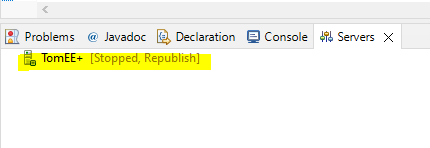 Problems @ Javadoc Declaration Console Servers
TomEE+ [Stopped, Republish]